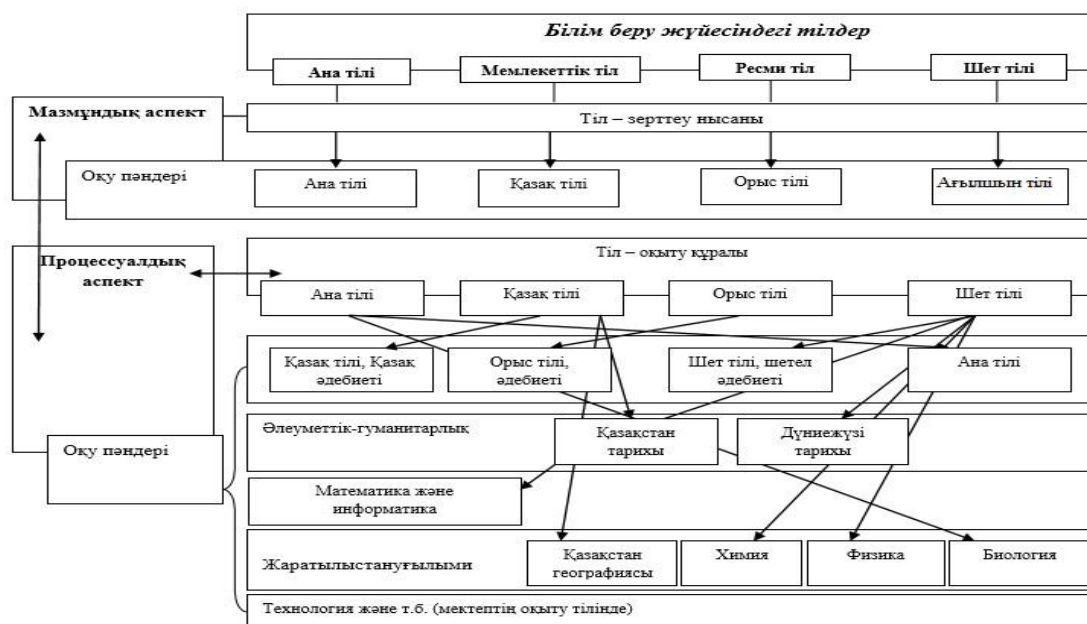 Білім беру жүйесіндегі тілдер
Ана тілі
Мемлекеттік тіл
Ресми тіл
Шет тілі
Мазмұндық аспект
Тіл – зерттеу нысаны
Оқу пәндері
Ана тілі
Қазақ тілі
Орыс тілі
Ағылшын тілі
Процессуалдық
аспект
Тіл – оқыту құралы
Ана тілі
Қазақ тілі
Орыс тілі
Шет тілі
Қазақ тілі, Қазақ
әдебиеті
Орыс тілі,
әдебиеті
Шет тілі, шетел
әдебиеті
Ана тілі
Оқу пәндері
Әлеуметтік-гуманитарлық
Қазақстан
тарихы
Дүниежүзі
тарихы
Математика және
информатика
Жаратылыстануғылыми
Қазақстан
географиясы
Химия
Физика
Биология
Технология және т.б. (мектептің оқыту тілінде)